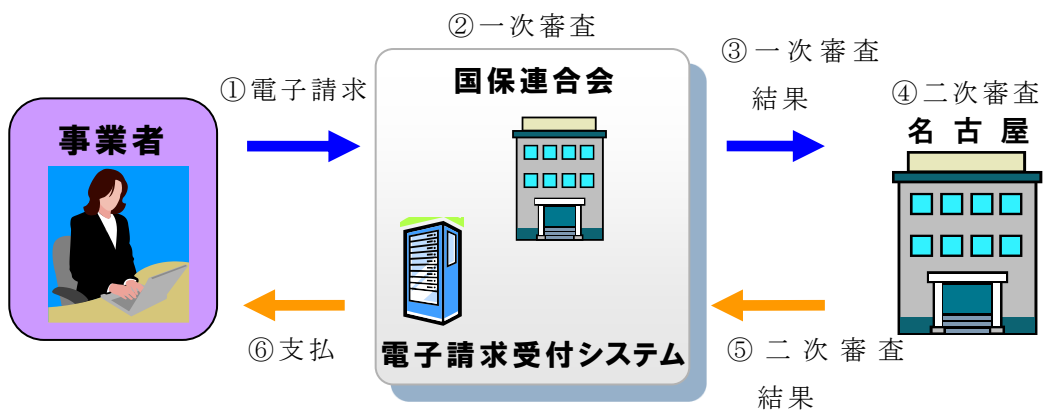 ②一次審査
国保連合会
③一次審査
結果
①電子請求
④二次審査
名古屋
事業者
⑥支払
電子請求受付システム
⑤二次審査
結果